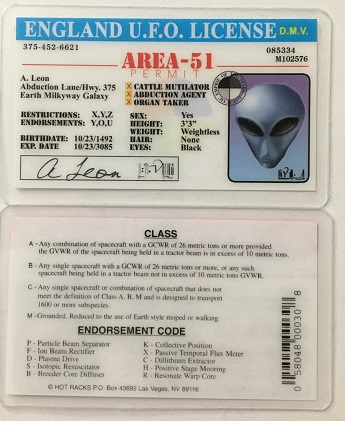 ENGLAND U.F.O. LICENSE D.M.V.
375-452-6621
085334
M102576
AREA-51
PERMIT
A. Leon
Abduction Lane/Hwy. 375
Earth Milkyway Galaxy
X CATTLE MUTILATOR
X ABDUCTION AGENT
X ORGAN TAKER
RESTRICTIONS: X,Y,Z
ENDORSEMENTS: Y,O,U
BIRTHDATE: 10/23/1492
EXP. DATE 10/23/3085
SEX: Yes
HEIGHT: 3'3"
WEIGHT: Weightless
HAIR: None
EYES: Black
A Leon
CLASS
A - Any combination of spacecraft with a GCWR of 26 metric tons or more provided
the GVWR of the spacecraft being held in a tractor beam is in excess of 10 metric tons.
B - Any single spacecraft with a GCWR of 26 metric tons or more, or any such
spacecraft being held in a tractor beam not in excess of 10 metric tons GVWR.
C - Any single spacecraft or combination of spacecraft that does not
meet the definition of Class A, B, M and is designed to transport
1600 or more subspecies.
M -Grounded. Reduced to the use of Earth style moped or walking.
ENDORSEMENT CODE
P - Particle Beam Separator
F - Ion Beam Rectifier
D - Plasma Drive
S - Isotopic Resuscitator
B - Breeder Core Diffuser
K - Collective Position
X - Passive Temporal Flux Meter
C - Dillithium Extractor
H - Positive Stage Mooring
R - Resonate Warp Core
© HOT RACKS P.O. Box 43693 Las Vegas, NV 89116
0 58048 00030 8